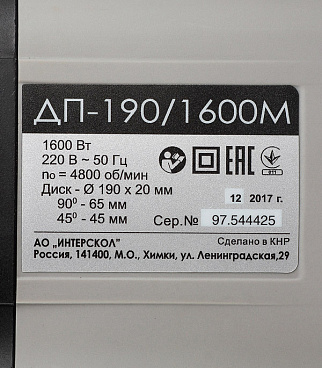 ДП-190/1600М
1600 Вт
220 В ~ 50 Гц
n₀ = 4800 об/мин
Диск - Ø 190 х 20 мм
90⁰ - 65 мм
45⁰ - 45 мм
EAC
12 2017 г.
Сер.№ 97.544425
АО „ИНТЕРСКОЛ"
Сделано в КНР
Россия, 141400, М.О., Химки, ул. Ленинградская,29